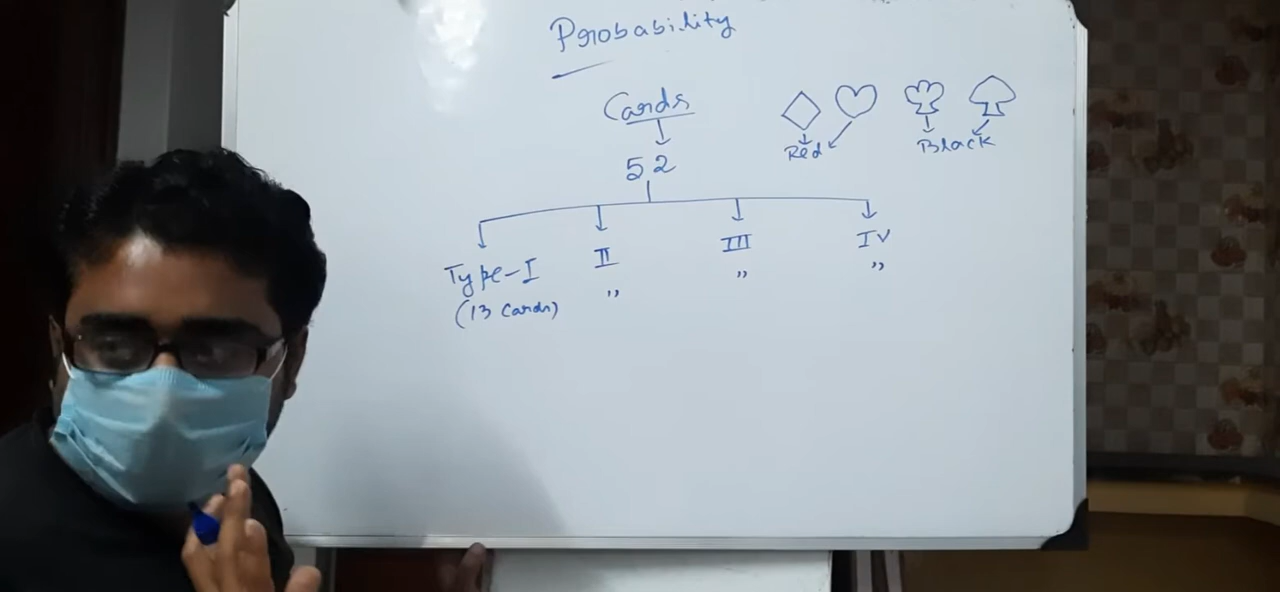 Probability
Cards
52
Red
Black
Type-I
II
III
IV
(13 Cards)
,,
,,
,,